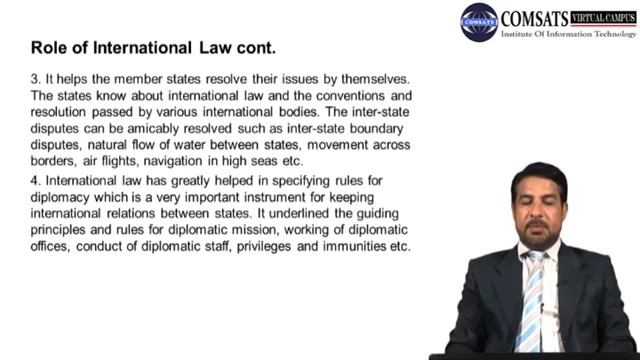 COMSATS VIRTUAL CAMPUS
COMSATS
Institute Of Information Technology
Role of International Law cont.
3. It helps the member states resolve their issues by themselves.
The states know about international law and the conventions and
resolution passed by various international bodies. The inter-state
disputes can be amicably resolved such as inter-state boundary
disputes, natural flow of water between states, movement across
borders, air flights, navigation in high seas etc.
4. International law has greatly helped in specifying rules for
diplomacy which is a very important instrument for keeping
international relations between states. It underlined the guiding
principles and rules for diplomatic mission, working of diplomatic
offices, conduct of diplomatic staff, privileges and immunities etc.